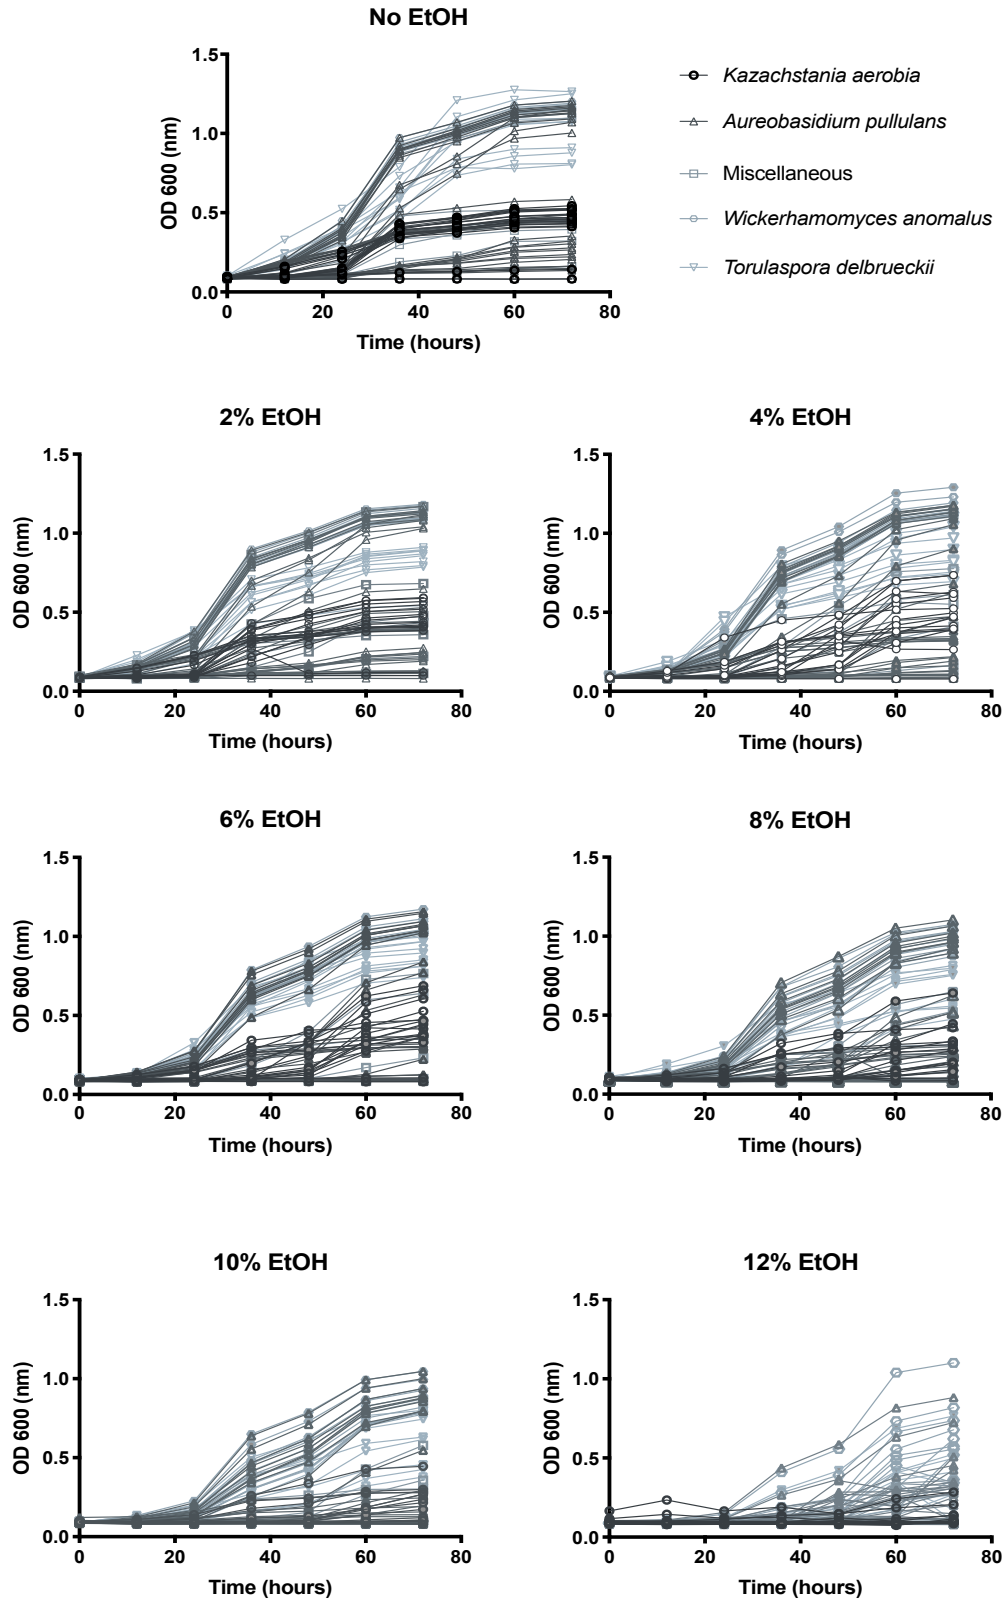 No EtOH
1.5
1.0
0.5
0.0
OD 600 (nm)
0 20 40 60 80
Time (hours)
Kazachstania aerobia
Aureobasidium pullulans
Miscellaneous
Wickerhamomyces anomalus
Torulaspora delbrueckii
2% EtOH
1.5
1.0
0.5
0.0
OD 600 (nm)
0 20 40 60 80
Time (hours)
4% EtOH
1.5
1.0
0.5
0.0
OD 600 (nm)
0 20 40 60 80
Time (hours)
6% EtOH
1.5
1.0
0.5
0.0
OD 600 (nm)
0 20 40 60 80
Time (hours)
8% EtOH
1.5
1.0
0.5
0.0
OD 600 (nm)
0 20 40 60 80
Time (hours)
10% EtOH
1.5
1.0
0.5
0.0
OD 600 (nm)
0 20 40 60 80
Time (hours)
12% EtOH
1.5
1.0
0.5
0.0
OD 600 (nm)
0 20 40 60 80
Time (hours)